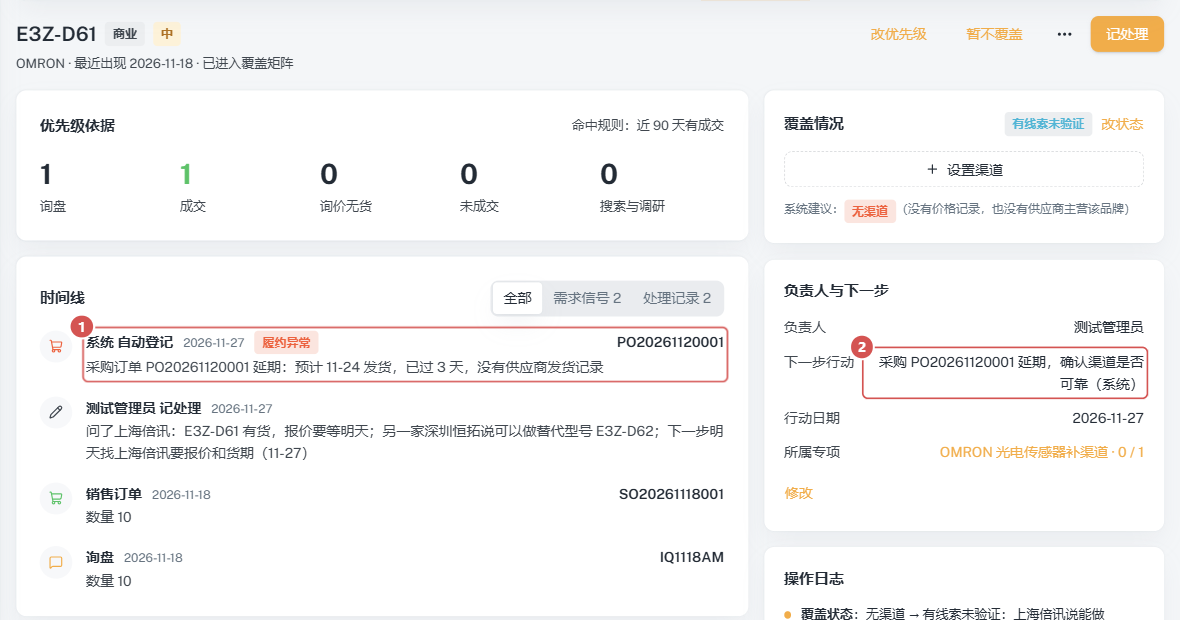 E3Z-D61 商业 中
改优先级 暂不覆盖 ••• 记处理
OMRON · 最近出现 2026-11-18 · 已进入覆盖矩阵
优先级依据
命中规则：近 90 天有成交
1 1 0 0 0
询盘 成交 询价无货 未成交 搜索与调研
时间线
全部 需求信号 2 处理记录 2
1
系统 自动登记 2026-11-27 履约异常 PO20261120001
采购订单 PO20261120001 延期：预计 11-24 发货，已过 3 天，没有供应商发货记录
测试管理员 记处理 2026-11-27
问了上海倍讯：E3Z-D61 有货，报价要等明天；另一家深圳恒拓说可以做替代型号 E3Z-D62；下一步明
天找上海倍讯要报价和货期（11-27）
销售订单 2026-11-18 SO20261118001
数量 10
询盘 2026-11-18 IQ1118AM
数量 10
覆盖情况 有线索未验证 改状态
+ 设置渠道
系统建议： 无渠道 （没有价格记录，也没有供应商主营该品牌）
负责人与下一步
负责人 测试管理员
2
下一步行动 采购 PO20261120001 延期，确认渠道是否
可靠（系统）
行动日期 2026-11-27
所属专项 OMRON 光电传感器补渠道 · 0 / 1
修改
操作日志
覆盖状态：无渠道 → 有线索未验证：上海倍讯说能做